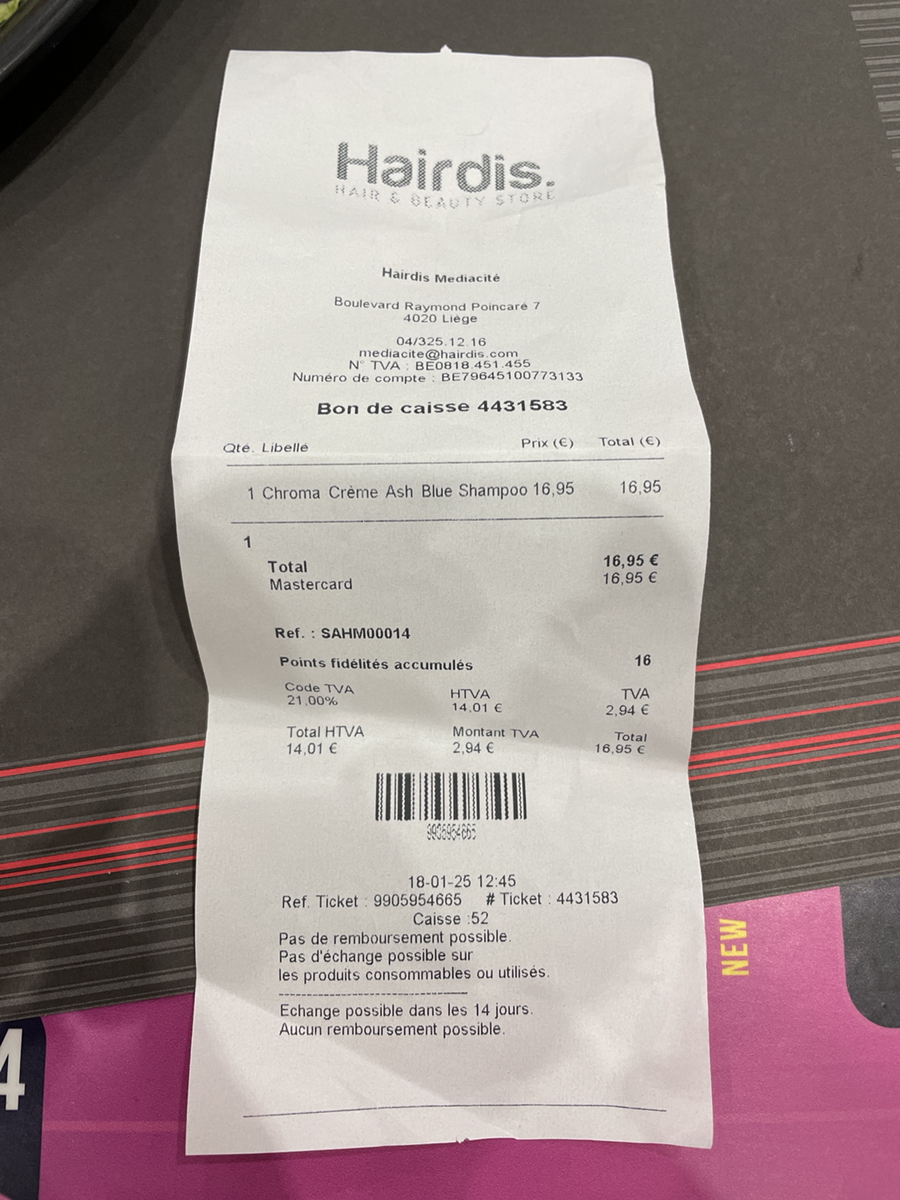 Hairdis.
HAIR & BEAUTY STORE
Hairdis Mediacité
Boulevard Raymond Poincaré 7
4020 Liège
04/325.12.16
mediacite@hairdis.com
N° TVA : BE0818.451.455
Numéro de compte : BE79645100773133
Bon de caisse 4431583
Qté. Libellé Prix (€) Total (€)
1 Chroma Crème Ash Blue Shampoo 16,95 16,95
1
Total 16,95 €
Mastercard 16,95 €
Ref. : SAHM00014
Points fidélités accumulés 16
Code TVA HTVA TVA
21,00% 14,01 € 2,94 €
Total HTVA Montant TVA Total
14,01 € 2,94 € 16,95 €
9905954665
18-01-25 12:45
Ref. Ticket : 9905954665 # Ticket : 4431583
Caisse :52
Pas de remboursement possible.
Pas d'échange possible sur
les produits consommables ou utilisés.
------------------------------------
Echange possible dans les 14 jours.
Aucun remboursement possible.
NEW
4